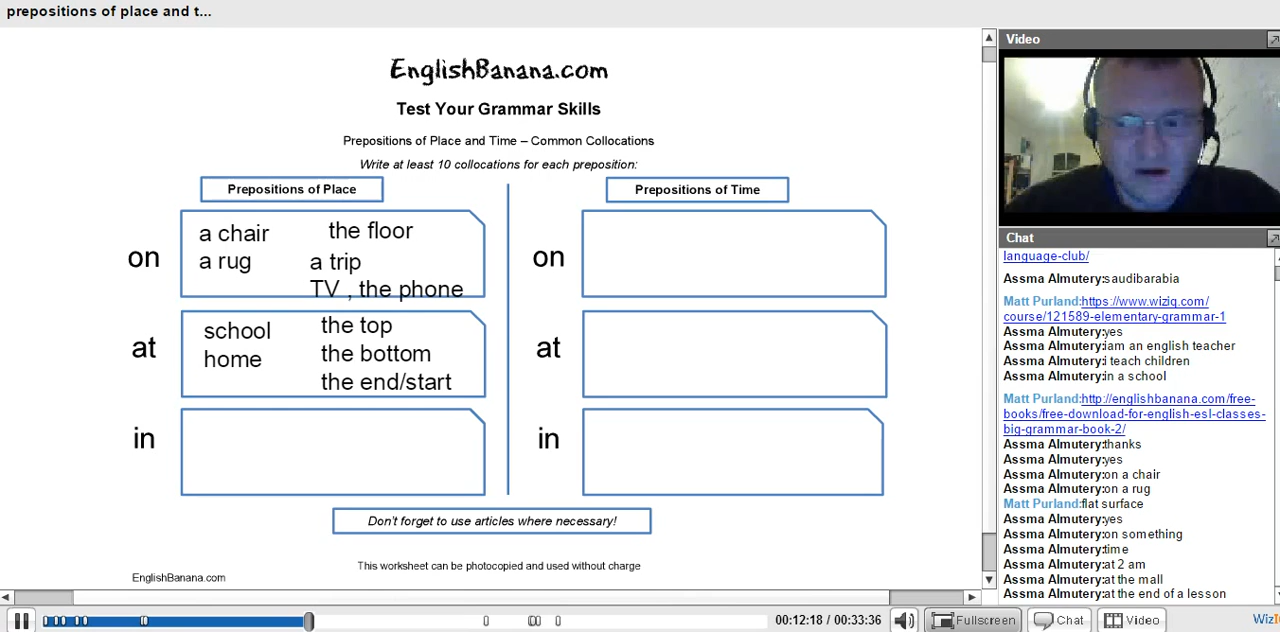 prepositions of place and t...
EnglishBanana.com
Test Your Grammar Skills
Prepositions of Place and Time – Common Collocations
Write at least 10 collocations for each preposition:
Prepositions of Place
Prepositions of Time
on
a chair
the floor
a rug
a trip
TV , the phone
on
at
school
the top
home
the bottom
the end/start
at
in
in
Don't forget to use articles where necessary!
This worksheet can be photocopied and used without charge
EnglishBanana.com
Video
Chat
language-club/
Assma Almutery:saudibarabia
Matt Purland:https://www.wiziq.com/
course/121589-elementary-grammar-1
Assma Almutery:yes
Assma Almutery:iam an english teacher
Assma Almutery:i teach children
Assma Almutery:in a school
Matt Purland:http://englishbanana.com/free-
books/free-download-for-english-esl-classes-
big-grammar-book-2/
Assma Almutery:thanks
Assma Almutery:yes
Assma Almutery:on a chair
Assma Almutery:on a rug
Matt Purland:flat surface
Assma Almutery:yes
Assma Almutery:on something
Assma Almutery:time
Assma Almutery:at 2 am
Assma Almutery:at the mall
Assma Almutery:at the end of a lesson
00:12:18 / 00:33:36
Fullscreen
Chat
Video